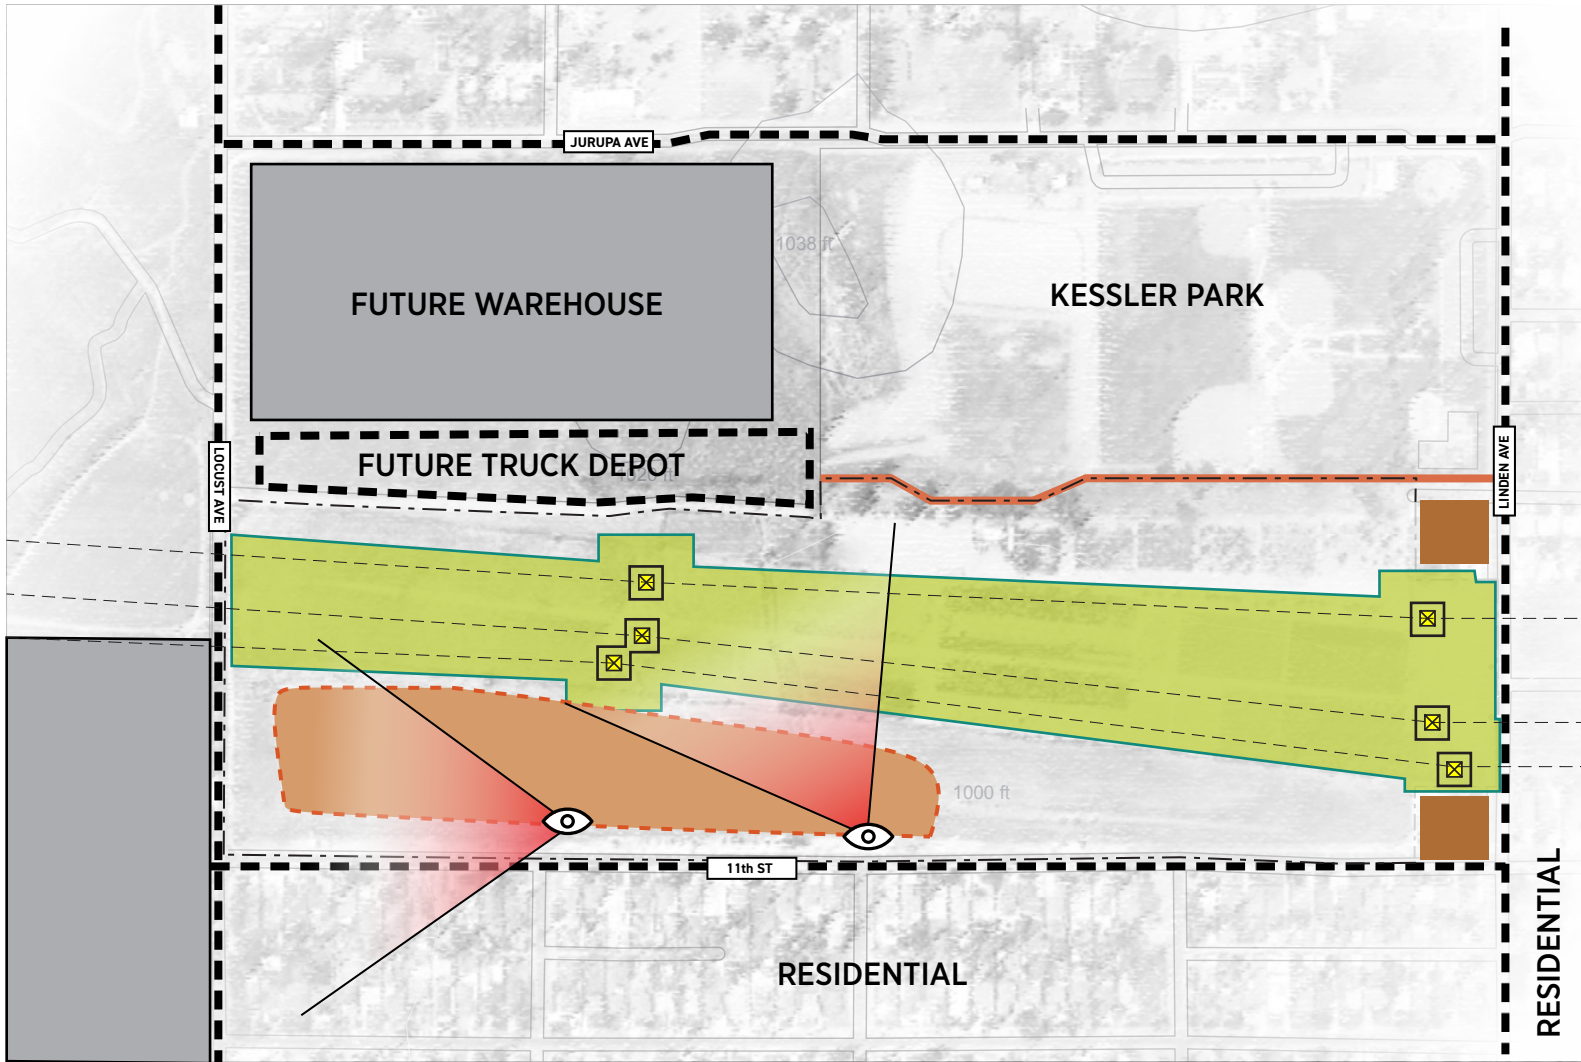 JURUPA AVE
1038 ft
KESSLER PARK
FUTURE WAREHOUSE
FUTURE TRUCK DEPOT
LOCUST AVE
LINDEN AVE
1000 ft
11th ST
RESIDENTIAL
RESIDENTIAL